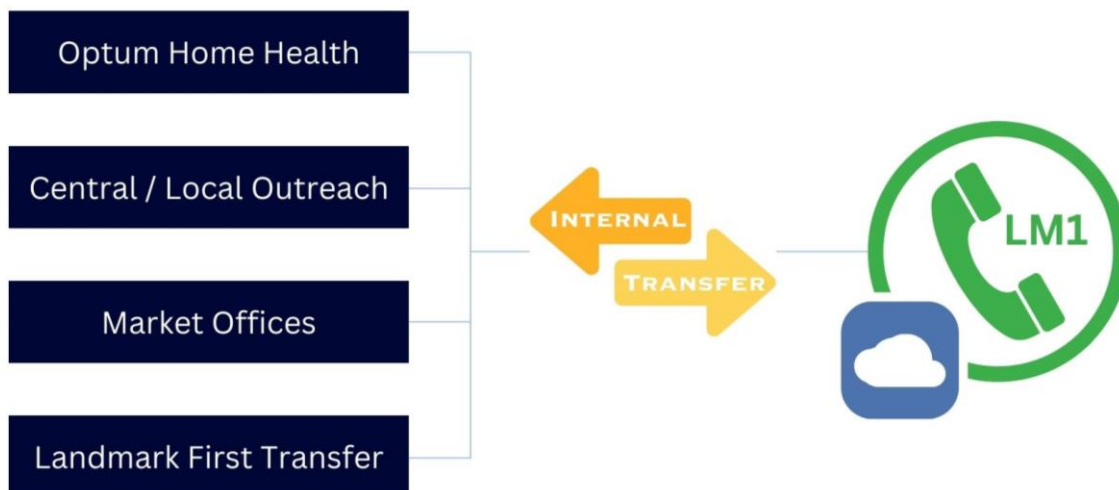 Optum Home Health
Central / Local Outreach
Market Offices
Landmark First Transfer
INTERNAL
TRANSFER
LM1